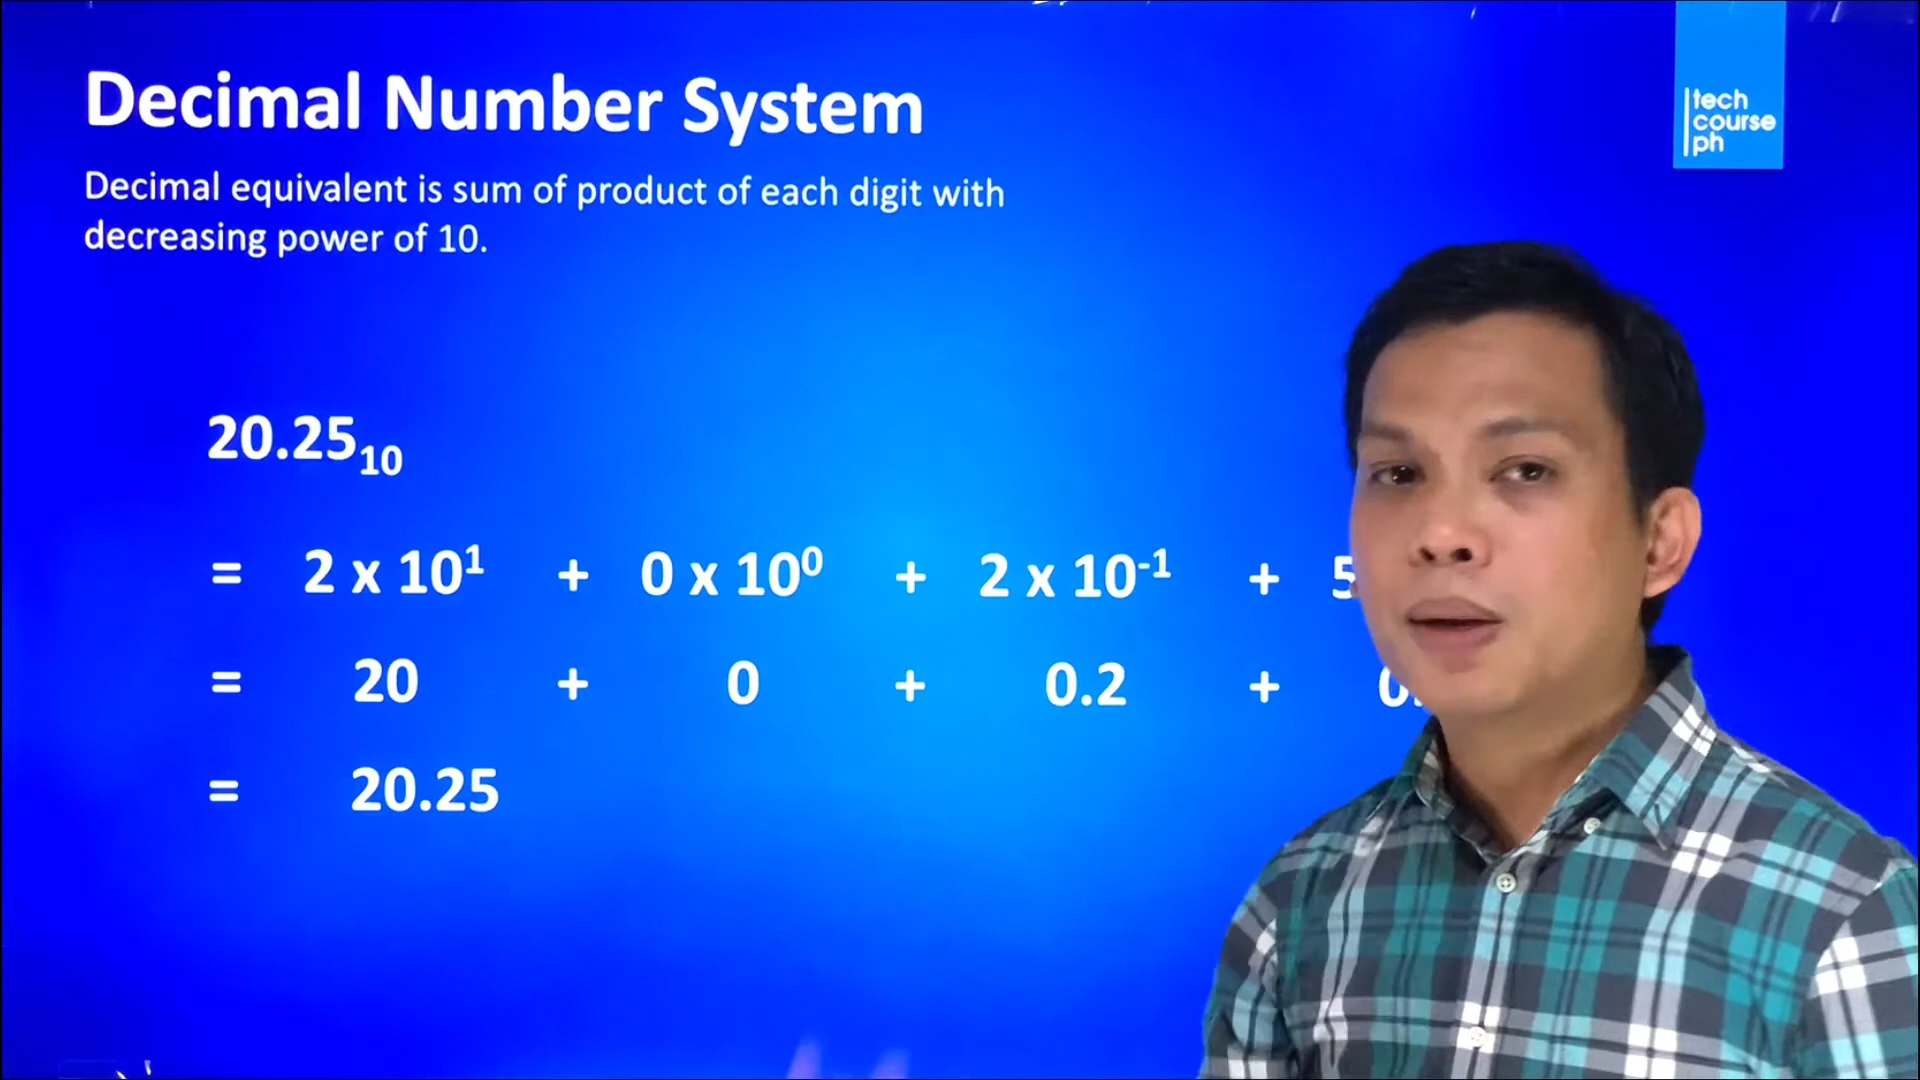 Decimal Number System
tech
course
ph
Decimal equivalent is sum of product of each digit with
decreasing power of 10.
20.25₁₀
= 2 x 10¹ + 0 x 10⁰ + 2 x 10⁻¹ + 5
= 20 + 0 + 0.2 + 0.
= 20.25